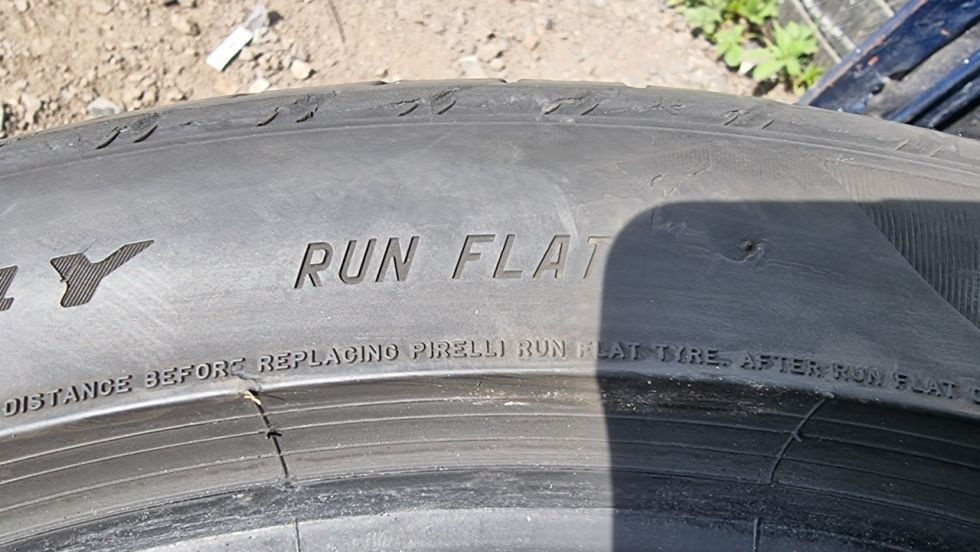 RUN FLAT
DISTANCE BEFORE REPLACING PIRELLI RUN FLAT TYRE. AFTER RUN FLAT